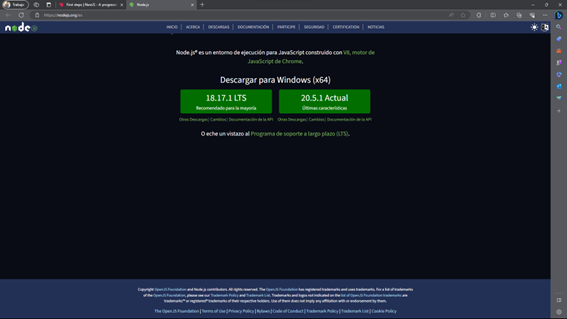 Trabajo
First steps | NestJS - A progressiv
Node.js
https://nodejs.org/es
node
INICIO | ACERCA | DESCARGAS | DOCUMENTACIÓN | PARTICIPE | SEGURIDAD | CERTIFICATION | NOTICIAS
Node.js® es un entorno de ejecución para JavaScript construido con V8, motor de
JavaScript de Chrome.
Descargar para Windows (x64)
18.17.1 LTS
Recomendado para la mayoría
20.5.1 Actual
Últimas características
Otras Descargas | Cambios | Documentación de la API
Otras Descargas | Cambios | Documentación de la API
O eche un vistazo al Programa de soporte a largo plazo (LTS).
Copyright OpenJS Foundation and Node.js contributors. All rights reserved. The OpenJS Foundation has registered trademarks and uses trademarks. For a list of trademarks
of the OpenJS Foundation, please see our Trademark Policy and Trademark List. Trademarks and logos not indicated on the list of OpenJS Foundation trademarks are
trademarks™ or registered® trademarks of their respective holders. Use of them does not imply any affiliation with or endorsement by them.
The OpenJS Foundation | Terms of Use | Privacy Policy | Bylaws | Code of Conduct | Trademark Policy | Trademark List | Cookie Policy